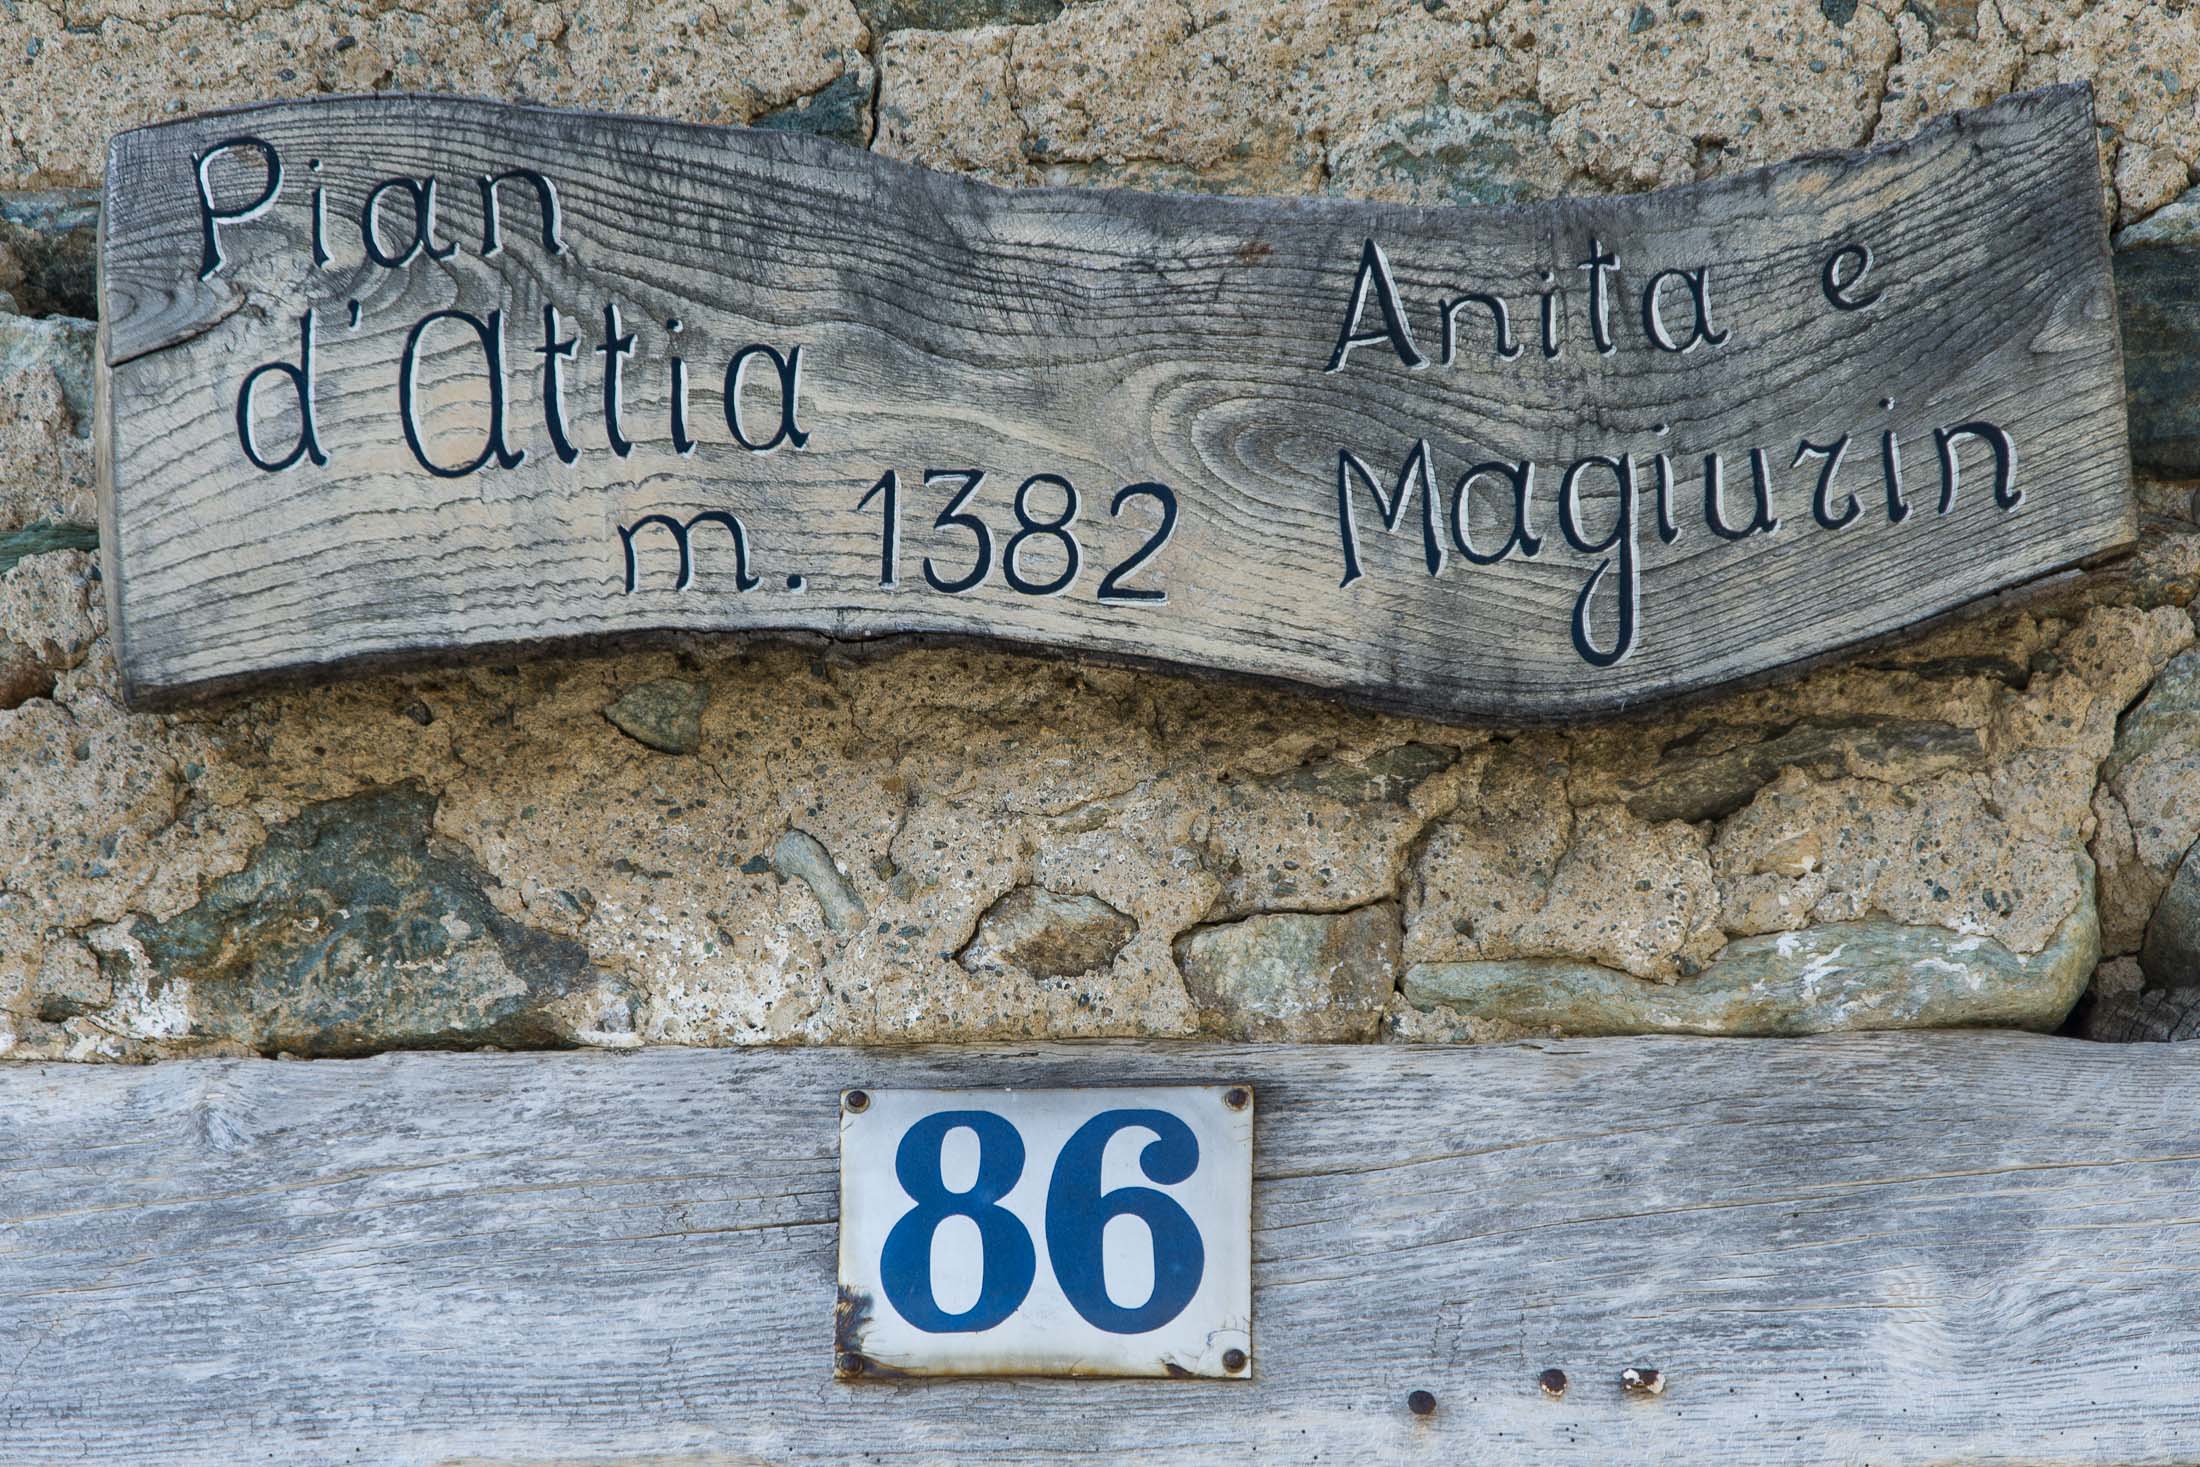 Pian
d'Attia
m. 1382
Anita e
Magiurin
86